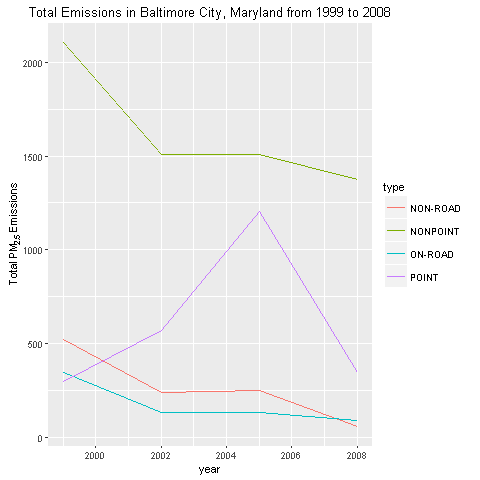 Total Emissions in Baltimore City, Maryland from 1999 to 2008
2000
1500
1000
500
0
Total PM2.5 Emissions
2000 2002 2004 2006 2008
year
type
NON-ROAD
NONPOINT
ON-ROAD
POINT